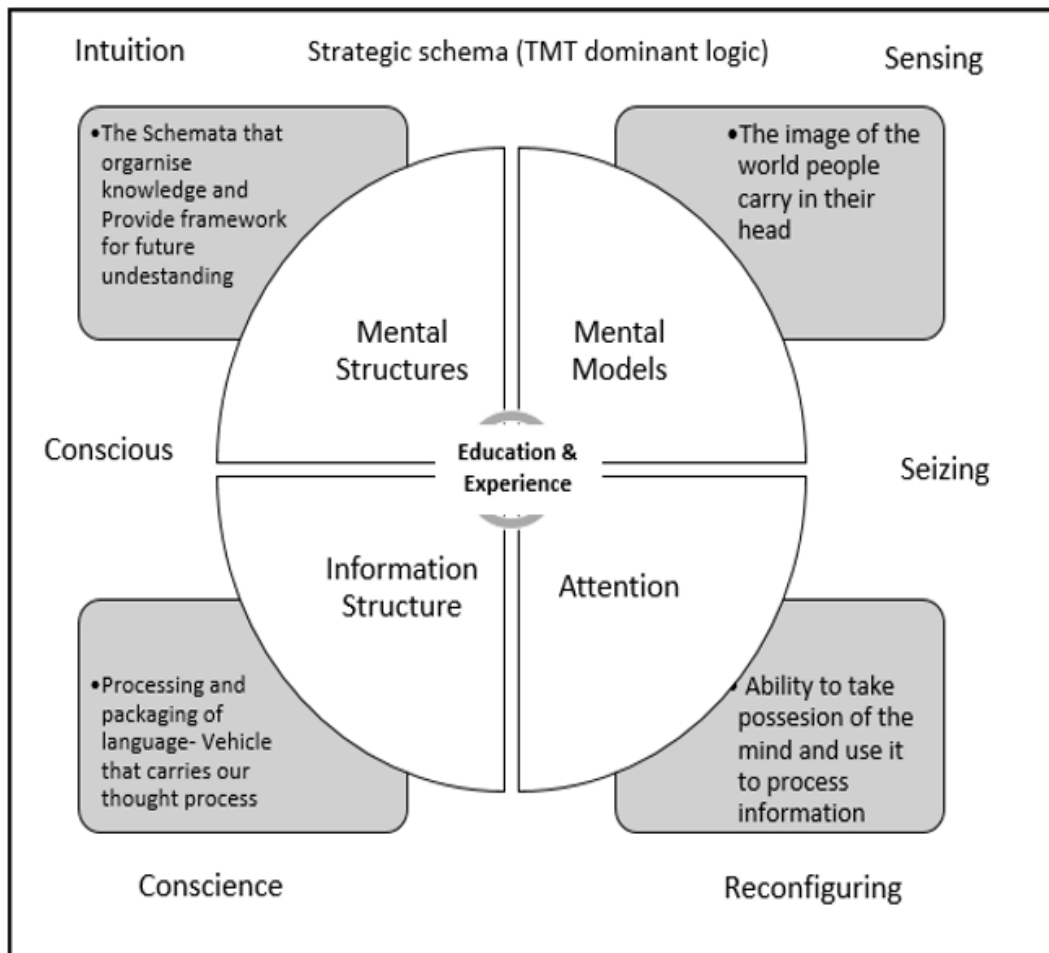 Intuition
Strategic schema (TMT dominant logic)
Sensing
•The Schemata that
orgarnise
knowledge and
Provide framework
for future
undestanding
•The image of the
world people
carry in their
head
Mental
Structures
Mental
Models
Conscious
Education &
Experience
Seizing
Information
Structure
Attention
•Processing and
packaging of
language- Vehicle
that carries our
thought process
• Ability to take
possesion of the
mind and use it
to process
information
Conscience
Reconfiguring